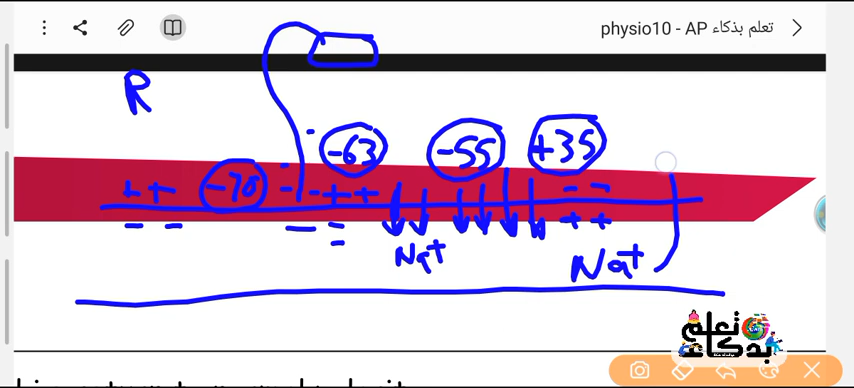 physio10 - AP تعلم بذكاء
R
-63 -55 +35
++ -70 -++ --
-- -- = ++
Na+ Na+
تعلم
بذكاء